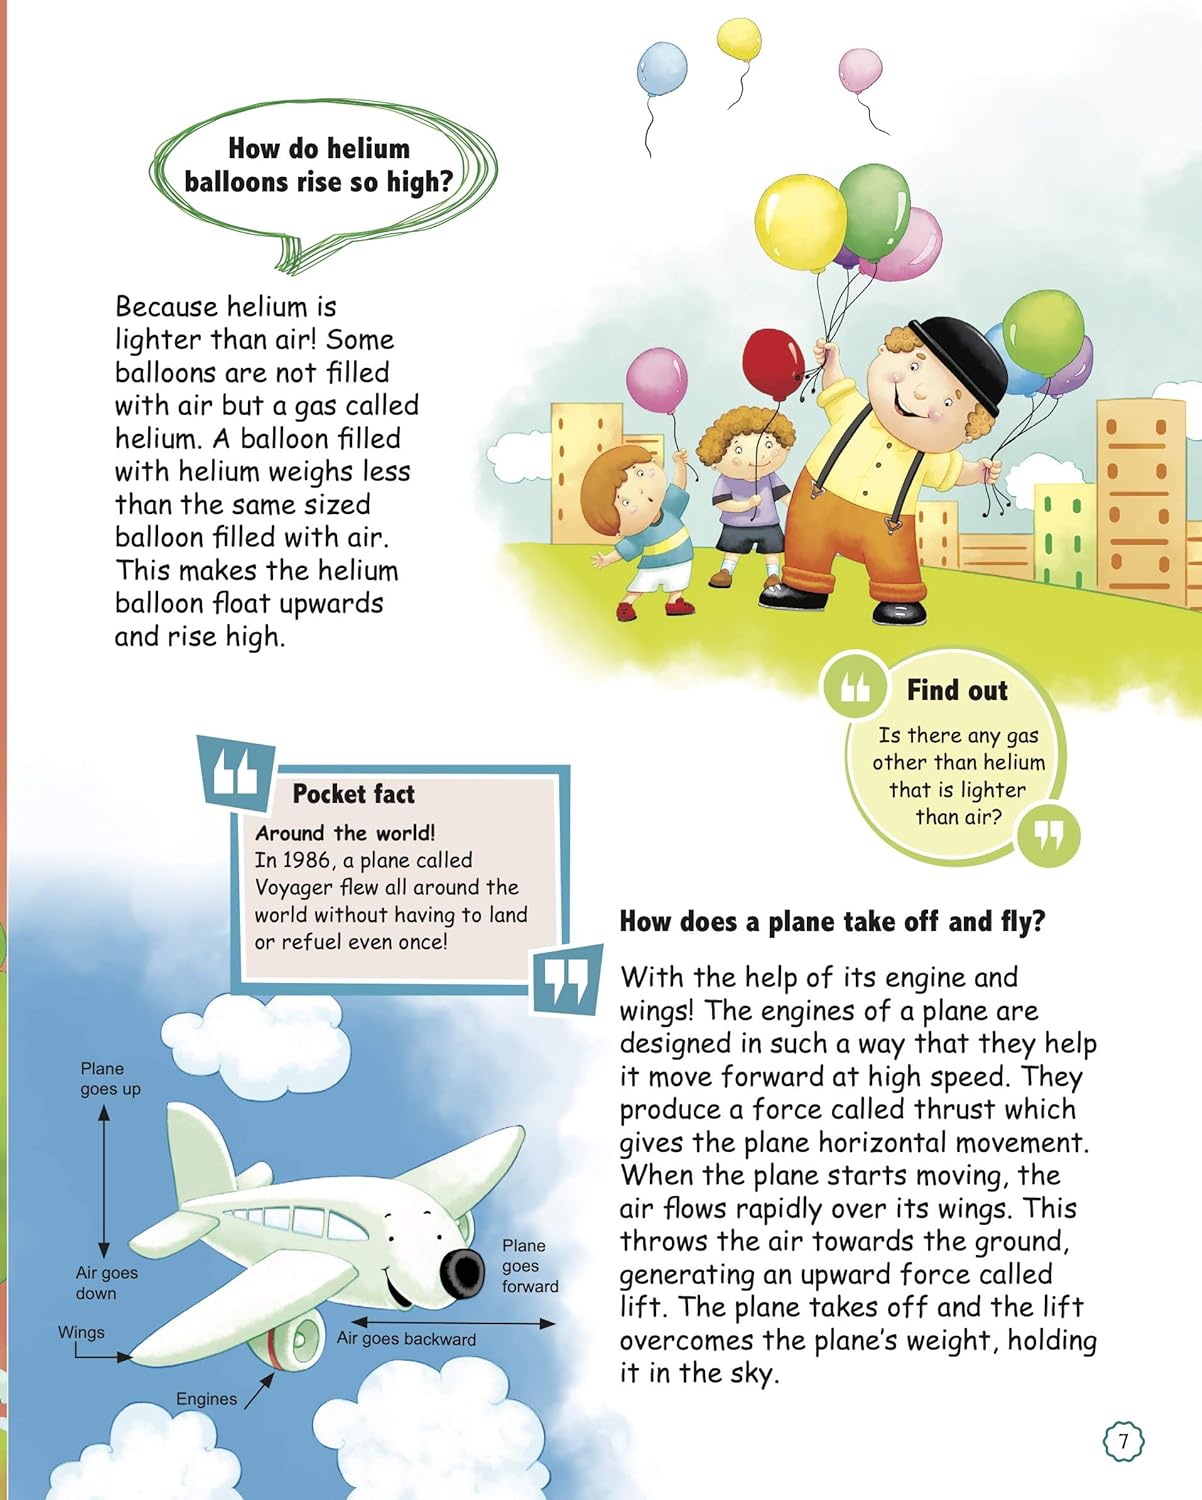 How do helium
balloons rise so high?
Because helium is
lighter than air! Some
balloons are not filled
with air but a gas called
helium. A balloon filled
with helium weighs less
than the same sized
balloon filled with air.
This makes the helium
balloon float upwards
and rise high.
Find out
Is there any gas
other than helium
that is lighter
than air?
Pocket fact
Around the world!
In 1986, a plane called
Voyager flew all around the
world without having to land
or refuel even once!
How does a plane take off and fly?
With the help of its engine and
wings! The engines of a plane are
designed in such a way that they help
it move forward at high speed. They
produce a force called thrust which
gives the plane horizontal movement.
When the plane starts moving, the
air flows rapidly over its wings. This
throws the air towards the ground,
generating an upward force called
lift. The plane takes off and the lift
overcomes the plane's weight, holding
it in the sky.
Plane
goes up
Air goes
down
Wings
Engines
Air goes backward
Plane
goes
forward
7